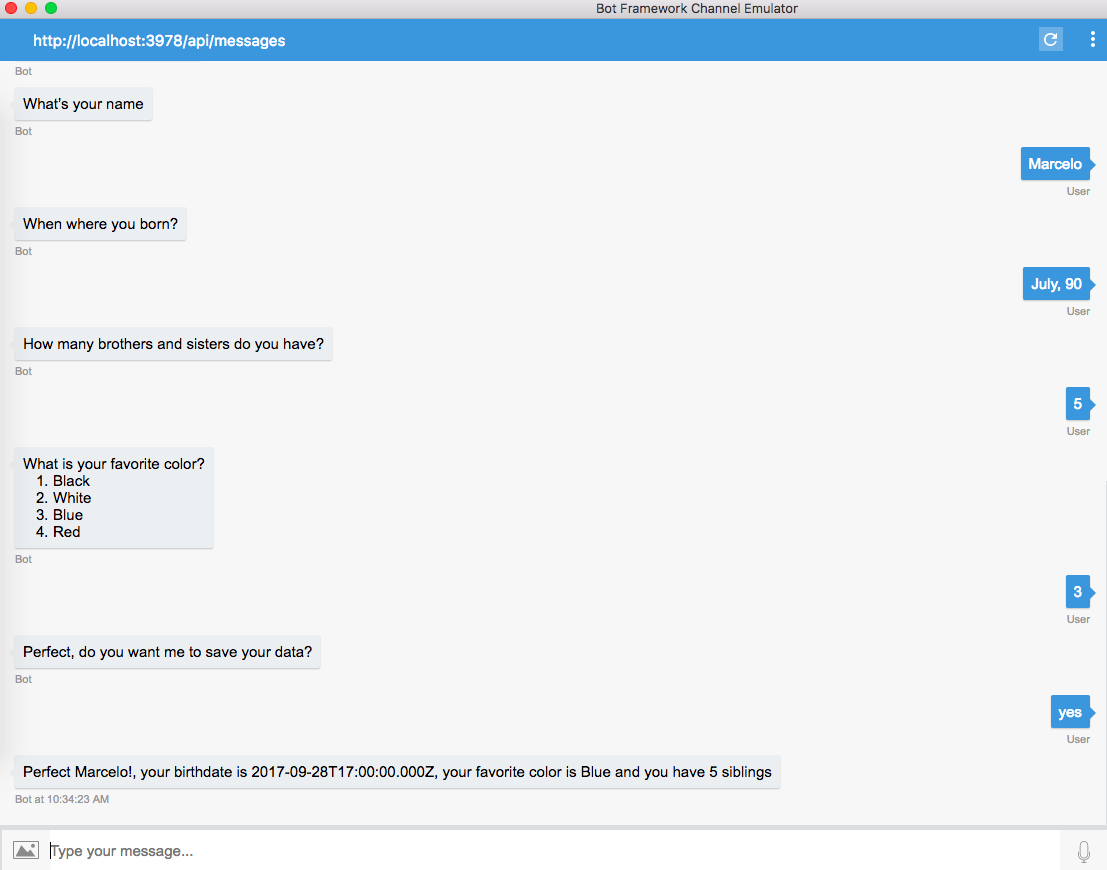 Bot Framework Channel Emulator
http://localhost:3978/api/messages
Bot
What's your name
Bot
Marcelo
User
When where you born?
Bot
July, 90
User
How many brothers and sisters do you have?
Bot
5
User
What is your favorite color?
1. Black
2. White
3. Blue
4. Red
Bot
3
User
Perfect, do you want me to save your data?
Bot
yes
User
Perfect Marcelo!, your birthdate is 2017-09-28T17:00:00.000Z, your favorite color is Blue and you have 5 siblings
Bot at 10:34:23 AM
Type your message...